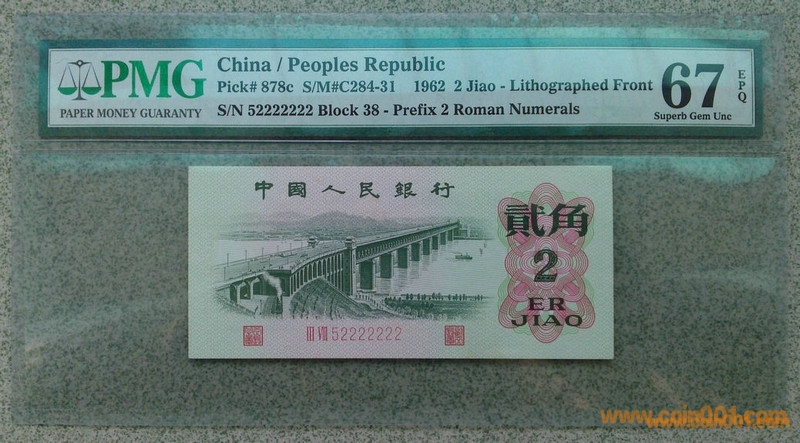 PMG
PAPER MONEY GUARANTY
China / Peoples Republic
Pick# 878c S/M#C284-31 1962 2 Jiao - Lithographed Front
S/N 52222222 Block 38 - Prefix 2 Roman Numerals
67
EPQ
Superb Gem Unc
中國人民銀行
貳角
2
ER
JIAO
III VIII 52222222
www.coin001.com